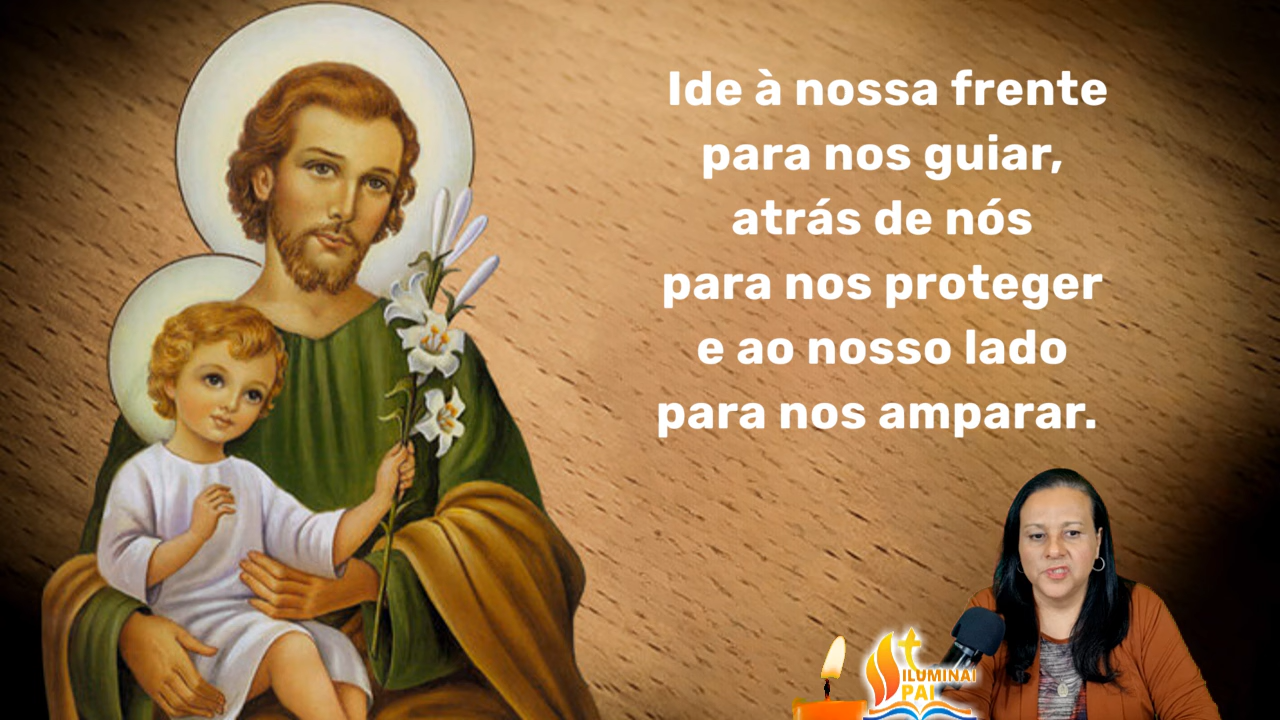 Ide à nossa frente
para nos guiar,
atrás de nós
para nos proteger
e ao nosso lado
para nos amparar.
ILUMINAI
PAI